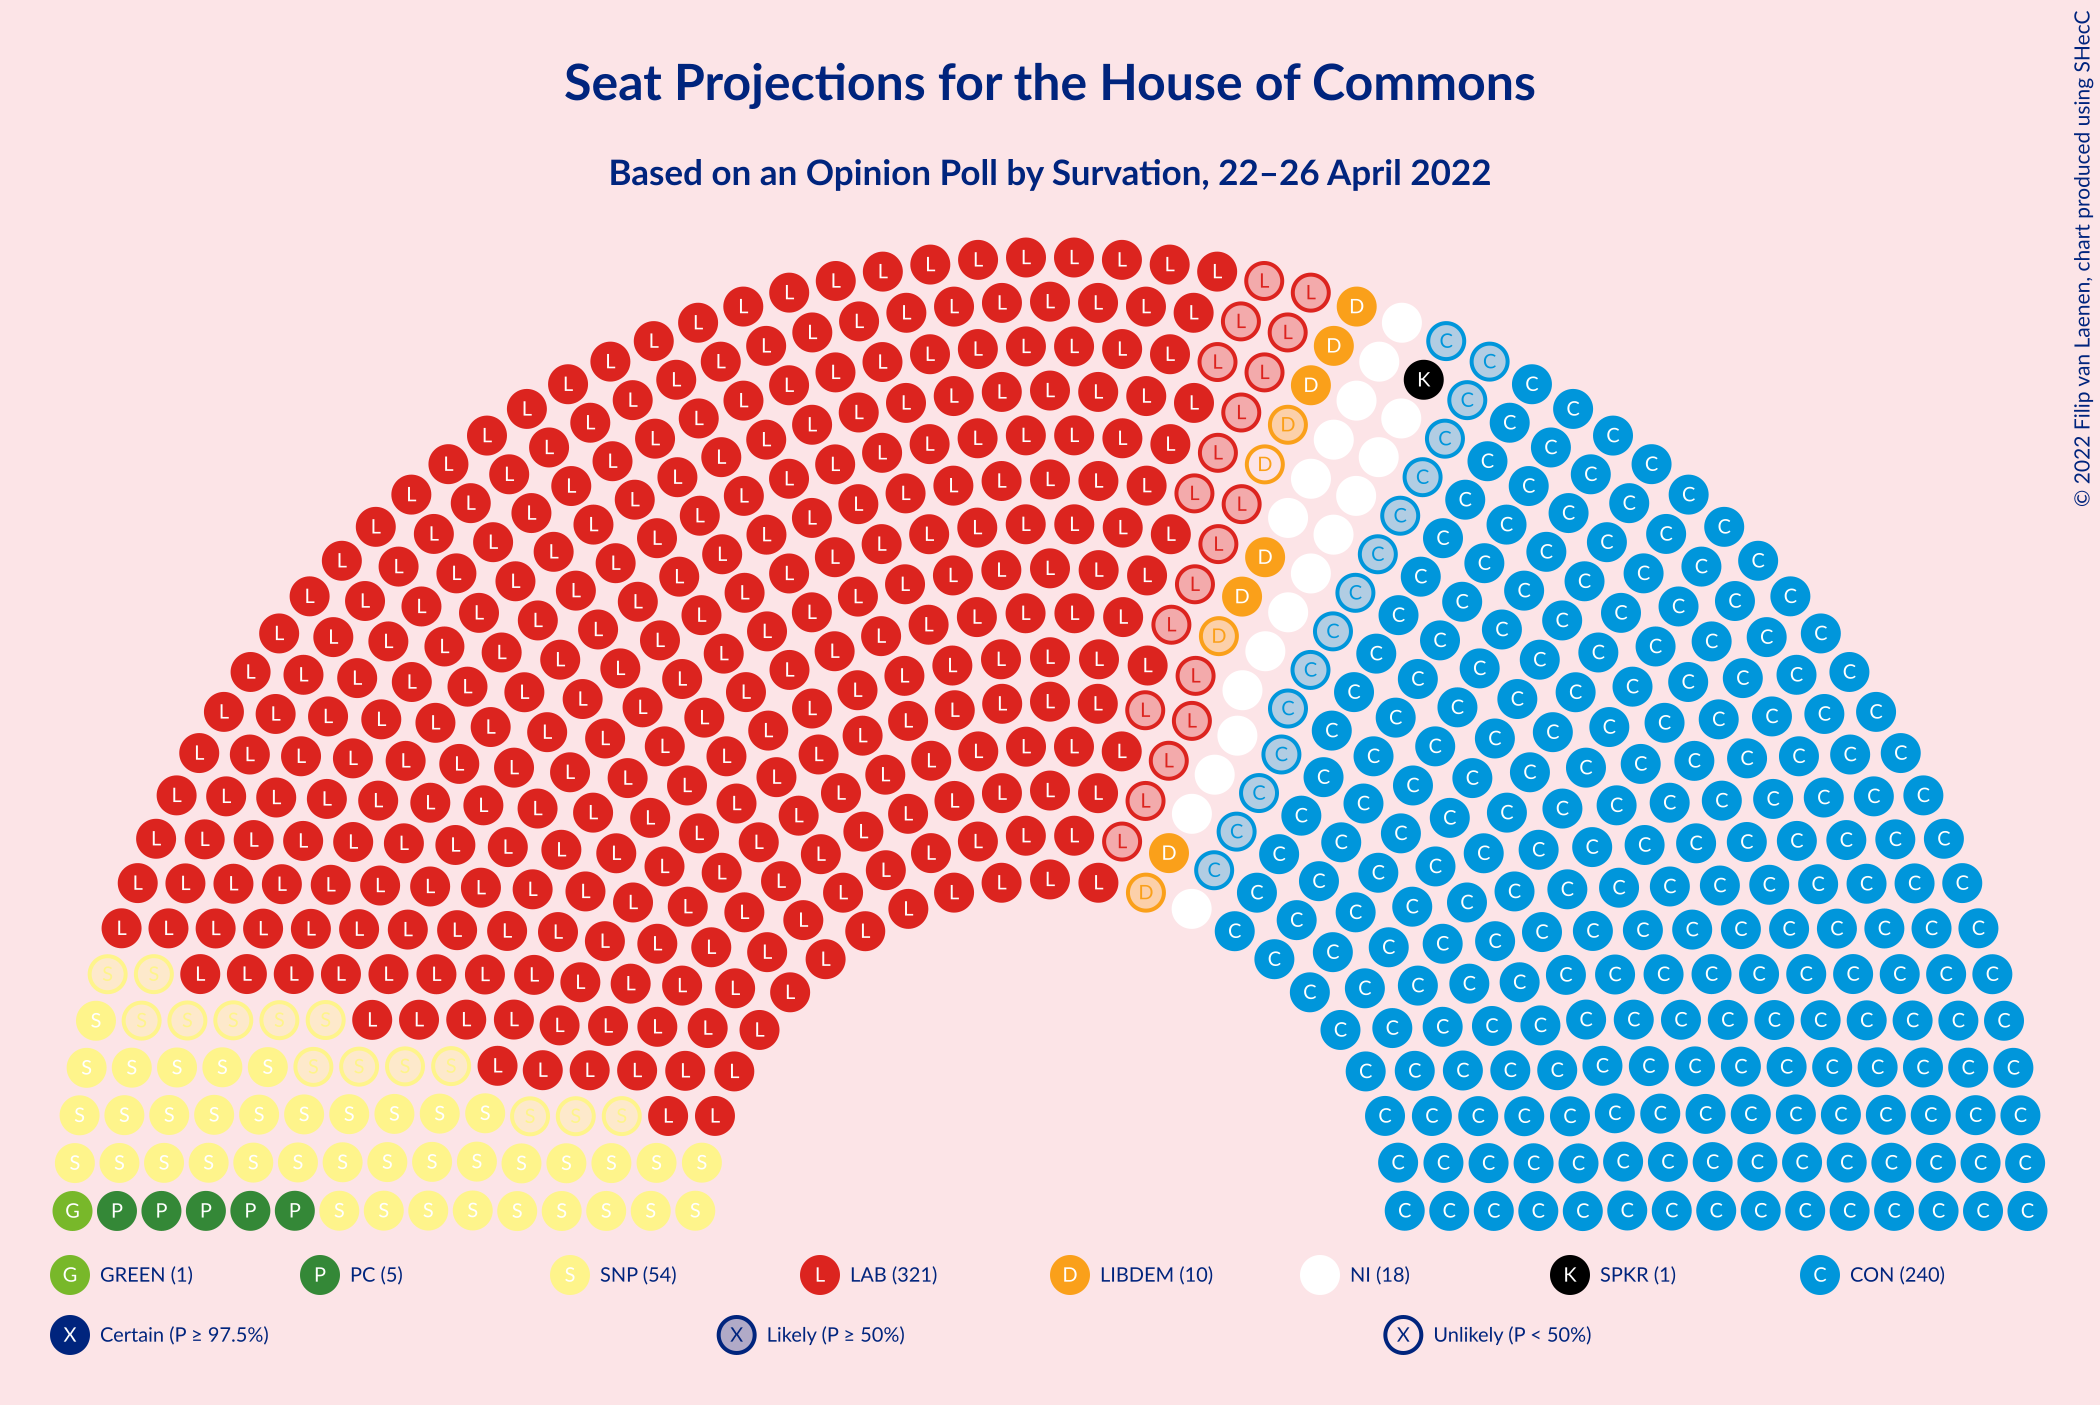 Seat Projections for the House of Commons
Based on an Opinion Poll by Survation, 22–26 April 2022
© 2022 Filip van Laenen, chart produced using SHecC
G GREEN (1)
P PC (5)
S SNP (54)
L LAB (321)
D LIBDEM (10)
NI (18)
K SPKR (1)
C CON (240)
X Certain (P ≥ 97.5%)
X Likely (P ≥ 50%)
X Unlikely (P < 50%)